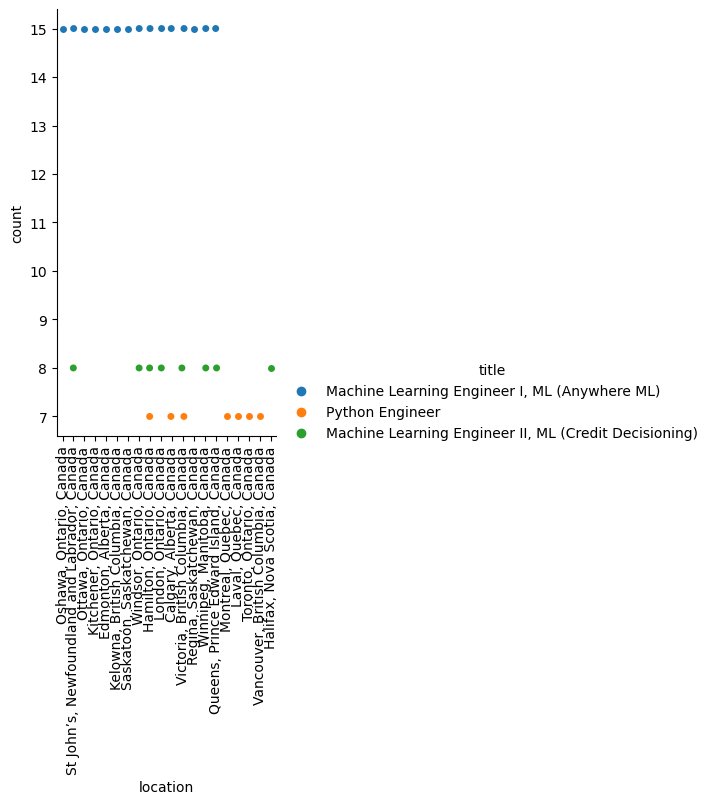 15
14
13
12
11
10
9
8
7
count
Oshawa, Ontario, Canada
St John’s, Newfoundland and Labrador, Canada
Ottawa, Ontario, Canada
Kitchener, Ontario, Canada
Edmonton, Alberta, Canada
Kelowna, British Columbia, Canada
Saskatoon, Saskatchewan, Canada
Windsor, Ontario, Canada
Hamilton, Ontario, Canada
London, Ontario, Canada
Calgary, Alberta, Canada
Victoria, British Columbia, Canada
Regina, Saskatchewan, Canada
Winnipeg, Manitoba, Canada
Queens, Prince Edward Island, Canada
Montreal, Quebec, Canada
Laval, Quebec, Canada
Toronto, Ontario, Canada
Vancouver, British Columbia, Canada
Halifax, Nova Scotia, Canada
location
title
Machine Learning Engineer I, ML (Anywhere ML)
Python Engineer
Machine Learning Engineer II, ML (Credit Decisioning)